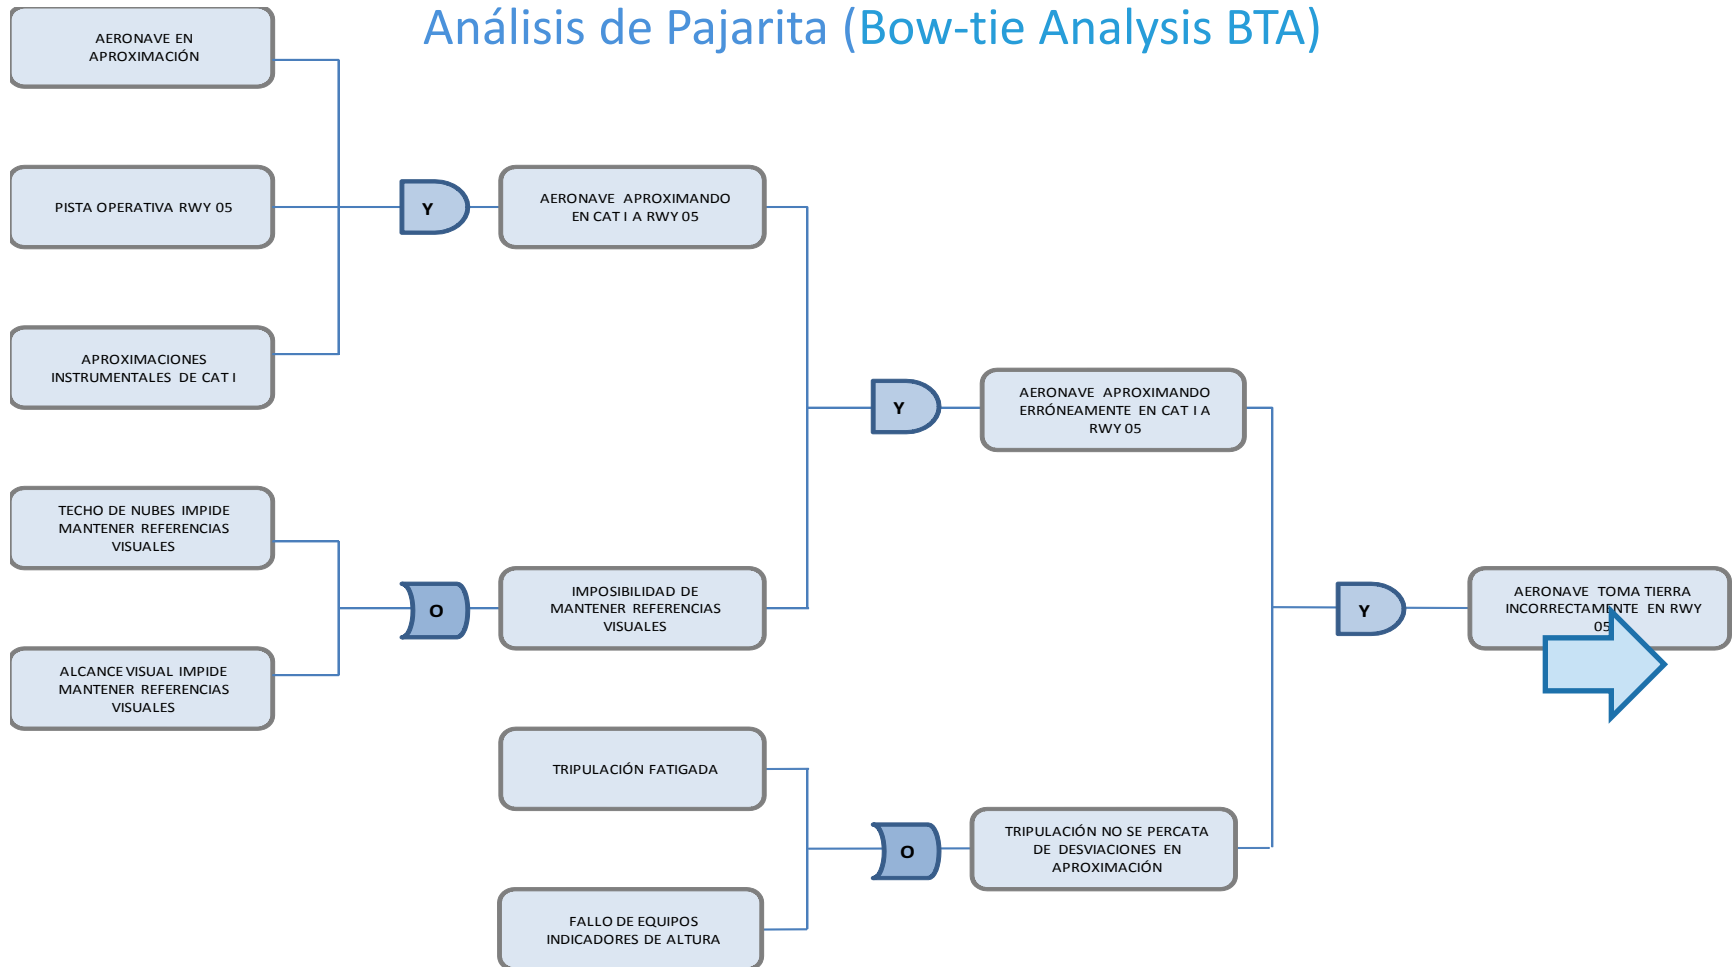 Análisis de Pajarita (Bow-tie Analysis BTA)
AERONAVE EN
APROXIMACIÓN
PISTA OPERATIVA RWY 05
Y
AERONAVE APROXIMANDO
EN CAT I A RWY 05
APROXIMACIONES
INSTRUMENTALES DE CAT I
Y
AERONAVE APROXIMANDO
ERRÓNEAMENTE EN CAT I A
RWY 05
TECHO DE NUBES IMPIDE
MANTENER REFERENCIAS
VISUALES
O
IMPOSIBILIDAD DE
MANTENER REFERENCIAS
VISUALES
Y
AERONAVE TOMA TIERRA
INCORRECTAMENTE EN RWY
05
ALCANCE VISUAL IMPIDE
MANTENER REFERENCIAS
VISUALES
TRIPULACIÓN FATIGADA
O
TRIPULACIÓN NO SE PERCATA
DE DESVIACIONES EN
APROXIMACIÓN
FALLO DE EQUIPOS
INDICADORES DE ALTURA